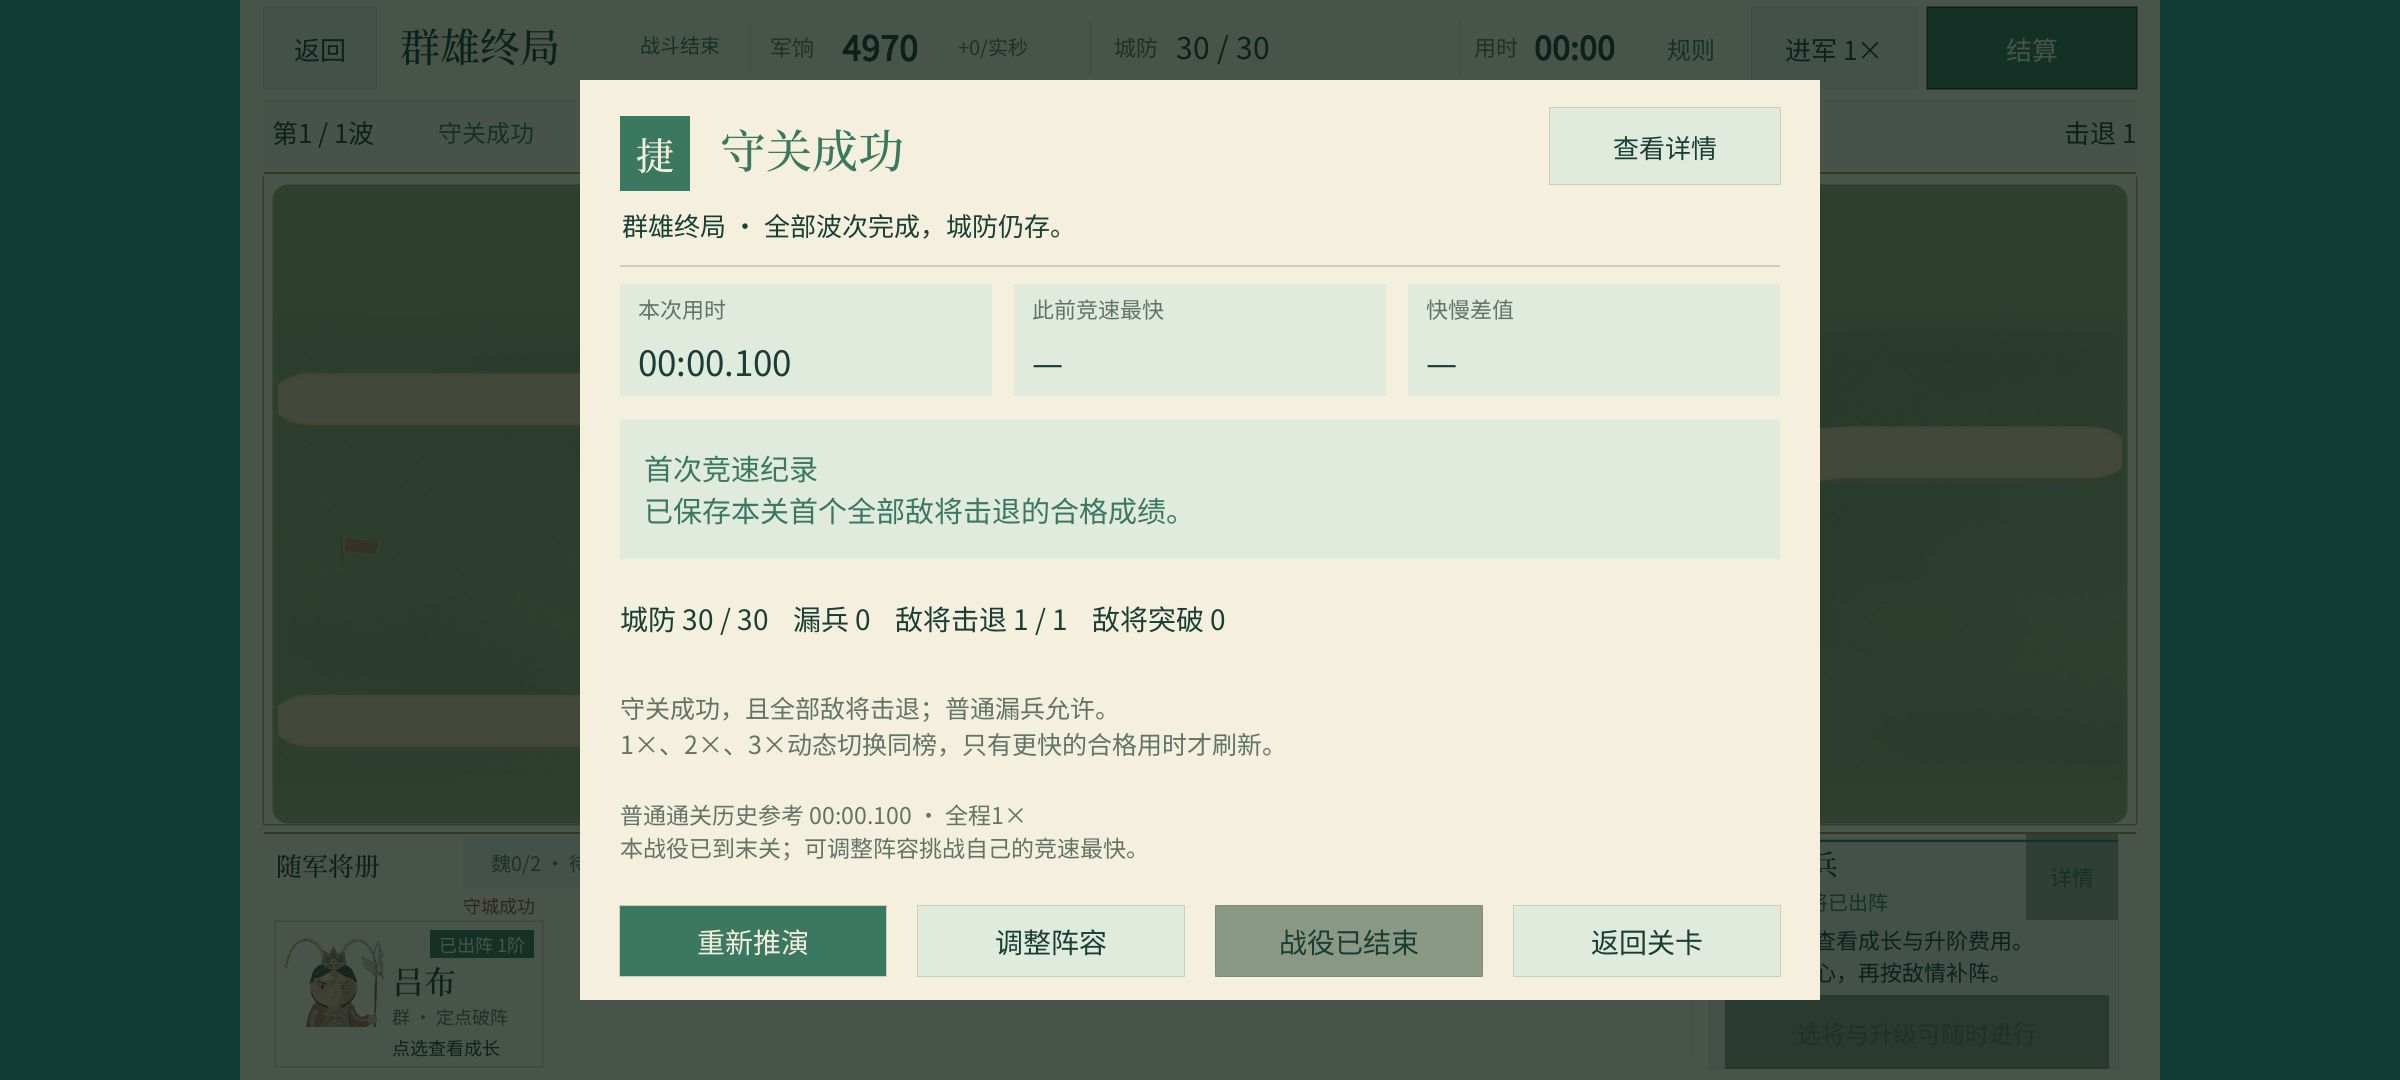 返回
群雄终局
战斗结束
军饷 4970 +0/实秒
城防 30 / 30
用时 00:00
规则
进军 1×
结算
第1 / 1波
守关成功
击退 1
捷
守关成功
查看详情
群雄终局 · 全部波次完成，城防仍存。
本次用时
00:00.100
此前竞速最快
—
快慢差值
—
首次竞速纪录
已保存本关首个全部敌将击退的合格成绩。
城防 30 / 30 漏兵 0 敌将击退 1 / 1 敌将突破 0
守关成功，且全部敌将击退；普通漏兵允许。
1×、2×、3×动态切换同榜，只有更快的合格用时才刷新。
普通通关历史参考 00:00.100 · 全程1×
本战役已到末关；可调整阵容挑战自己的竞速最快。
重新推演
调整阵容
战役已结束
返回关卡
随军将册
魏0/2 ·
守城成功
已出阵 1阶
吕布
群 · 定点破阵
点选查看成长
兵
详情
已出阵
查看成长与升阶费用。
心，再按敌情补阵。
选将与升级可随时进行